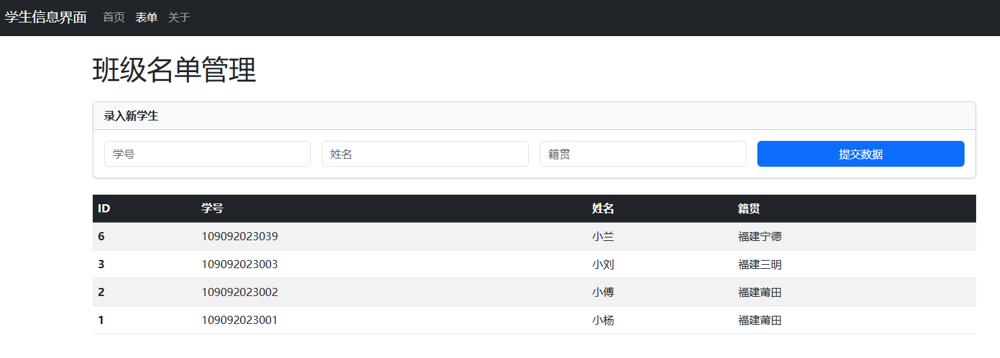 学生信息界面 首页 表单 关于
班级名单管理
录入新学生
学号 姓名 籍贯 提交数据
ID 学号 姓名 籍贯
6 109092023039 小兰 福建宁德
3 109092023003 小刘 福建三明
2 109092023002 小傅 福建莆田
1 109092023001 小杨 福建莆田